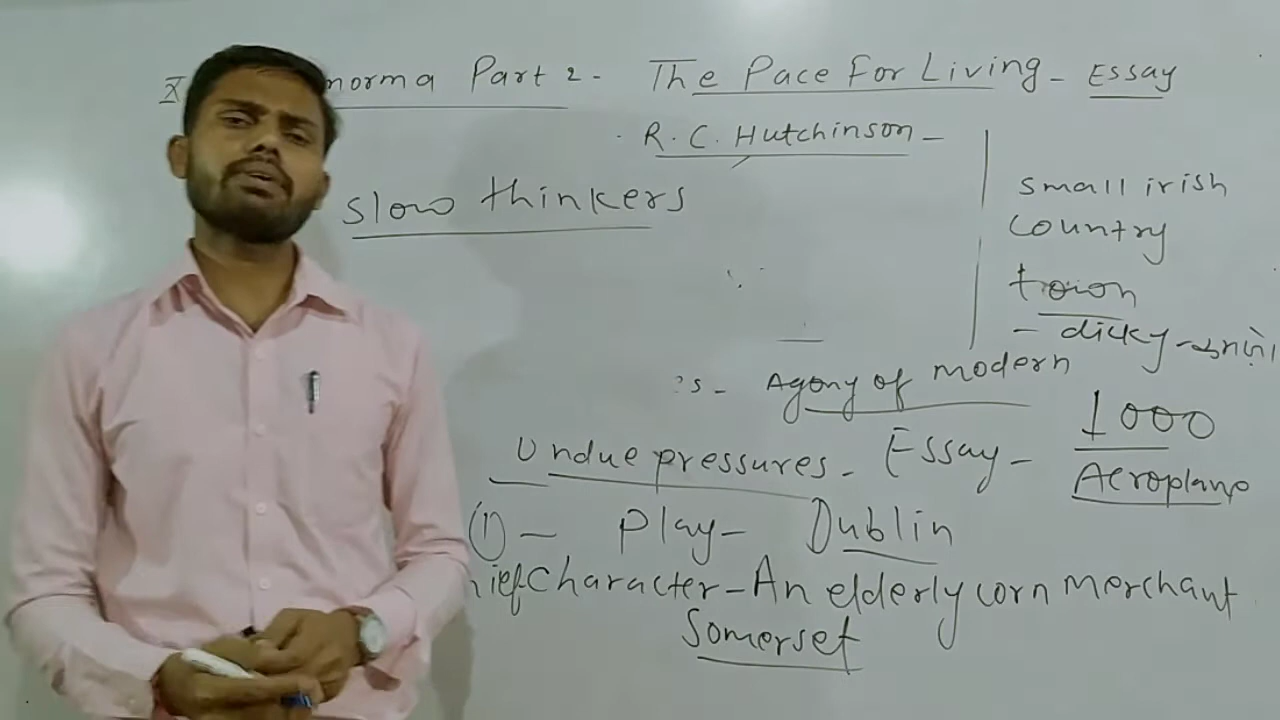 X norma Part 2 - The Pace For Living - Essay
R. C. Hutchinson -
slow thinkers
small irish
country
town
- dicky -
's - Agony of modern
1000
Undue pressures - Essay -
Aeroplane
(1) - Play - Dublin
hief Character - An elderly corn merchant
Somerset